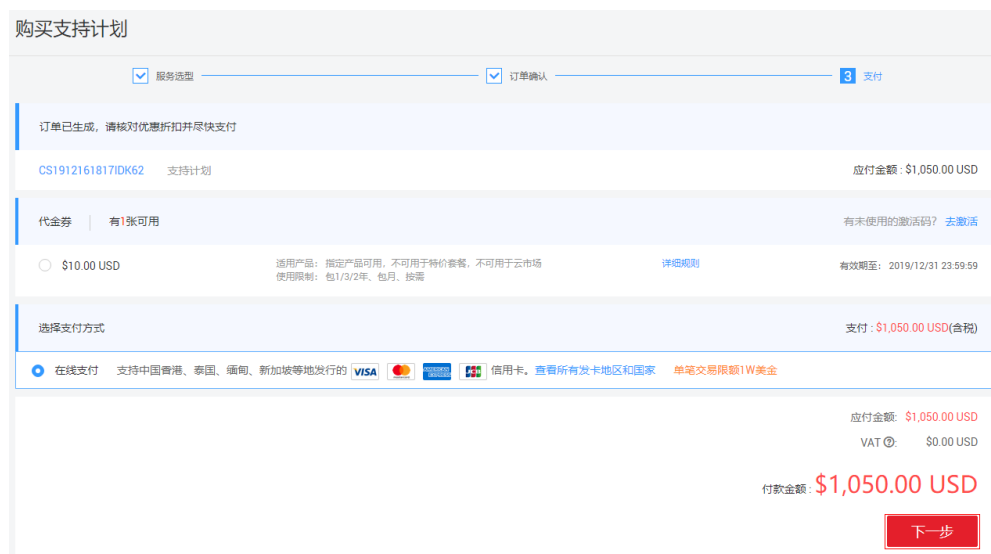 购买支持计划
服务选型 订单确认 3 支付
订单已生成，请核对优惠折扣并尽快支付
CS1912161817IDK62 支持计划 应付金额 : $1,050.00 USD
代金券 有1张可用 有未使用的激活码? 去激活
$10.00 USD 适用产品： 指定产品可用，不可用于特价套餐，不可用于云市场 详细规则 有效期至： 2019/12/31 23:59:59
使用限制： 包1/3/2年、包月、按需
选择支付方式 支付 : $1,050.00 USD(含税)
在线支付 支持中国香港、泰国、缅甸、新加坡等地发行的 VISA AMERICAN EXPRESS JCB 信用卡。查看所有发卡地区和国家 单笔交易限额1W美金
应付金额: $1,050.00 USD
VAT ?: $0.00 USD
付款金额 : $1,050.00 USD
下一步